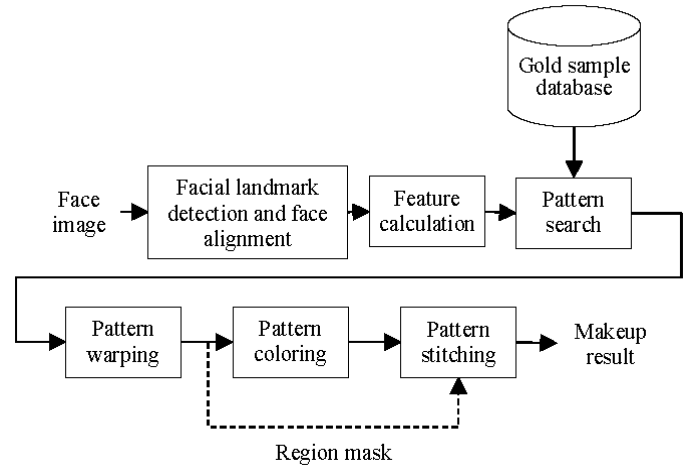 Gold sample
database
Face
image
Facial landmark
detection and face
alignment
Feature
calculation
Pattern
search
Pattern
warping
Pattern
coloring
Pattern
stitching
Makeup
result
Region mask